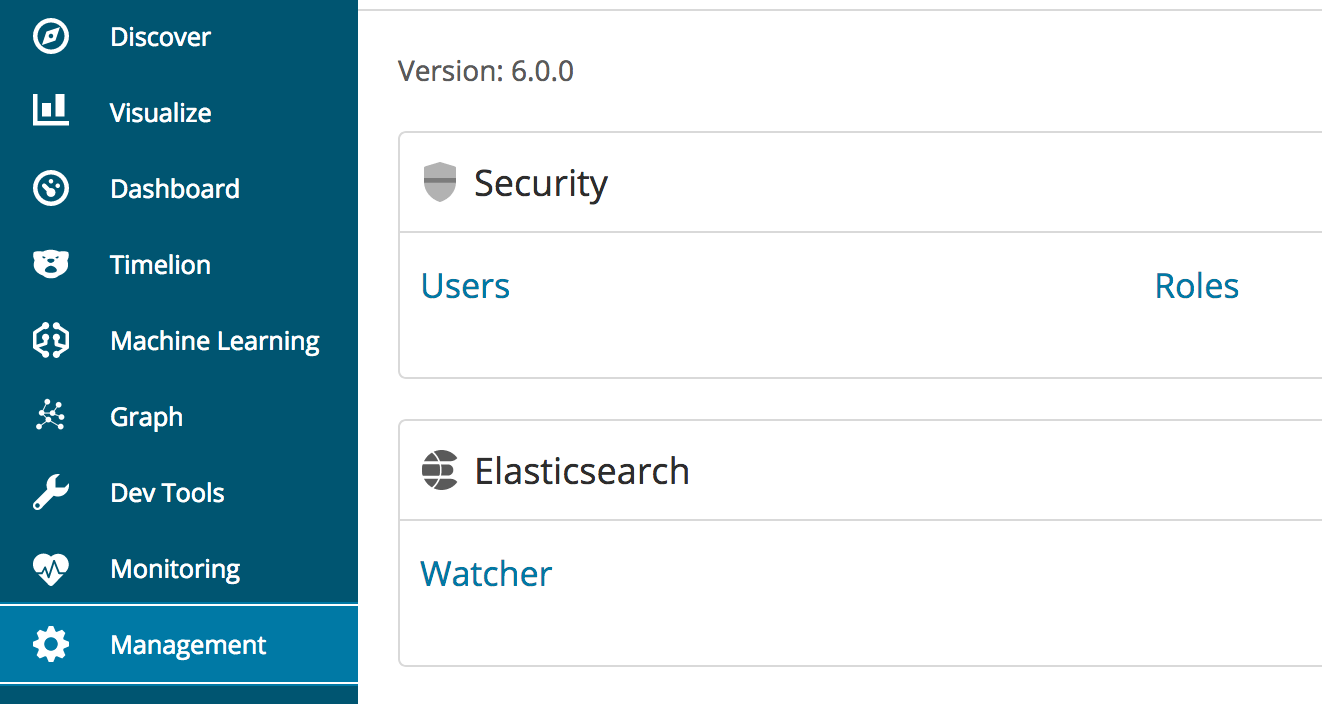 Discover
Visualize
Dashboard
Timelion
Machine Learning
Graph
Dev Tools
Monitoring
Management
Version: 6.0.0
Security
Users Roles
Elasticsearch
Watcher